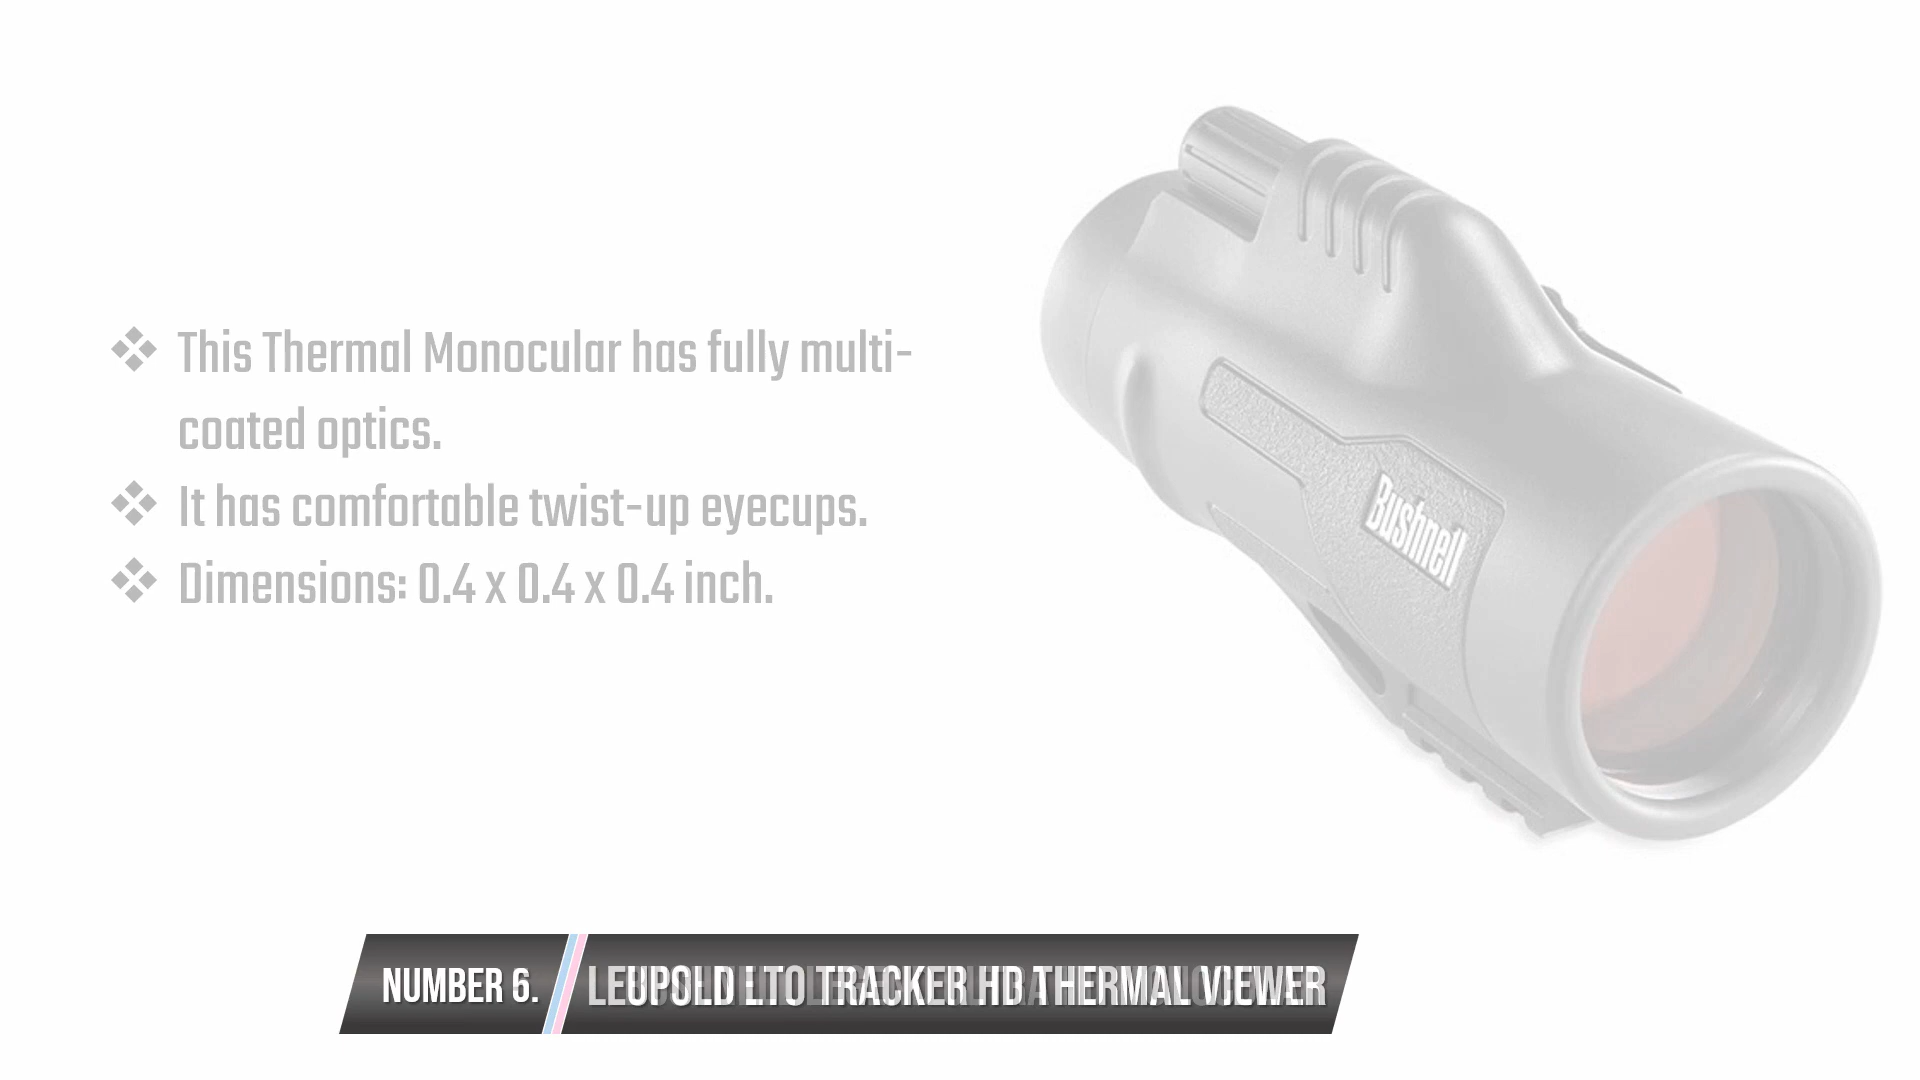 This Thermal Monocular has fully multi-
coated optics.
It has comfortable twist-up eyecups.
Dimensions: 0.4 x 0.4 x 0.4 inch.
Bushnell
NUMBER 6.
LEUPOLD LTO TRACKER HD THERMAL VIEWER